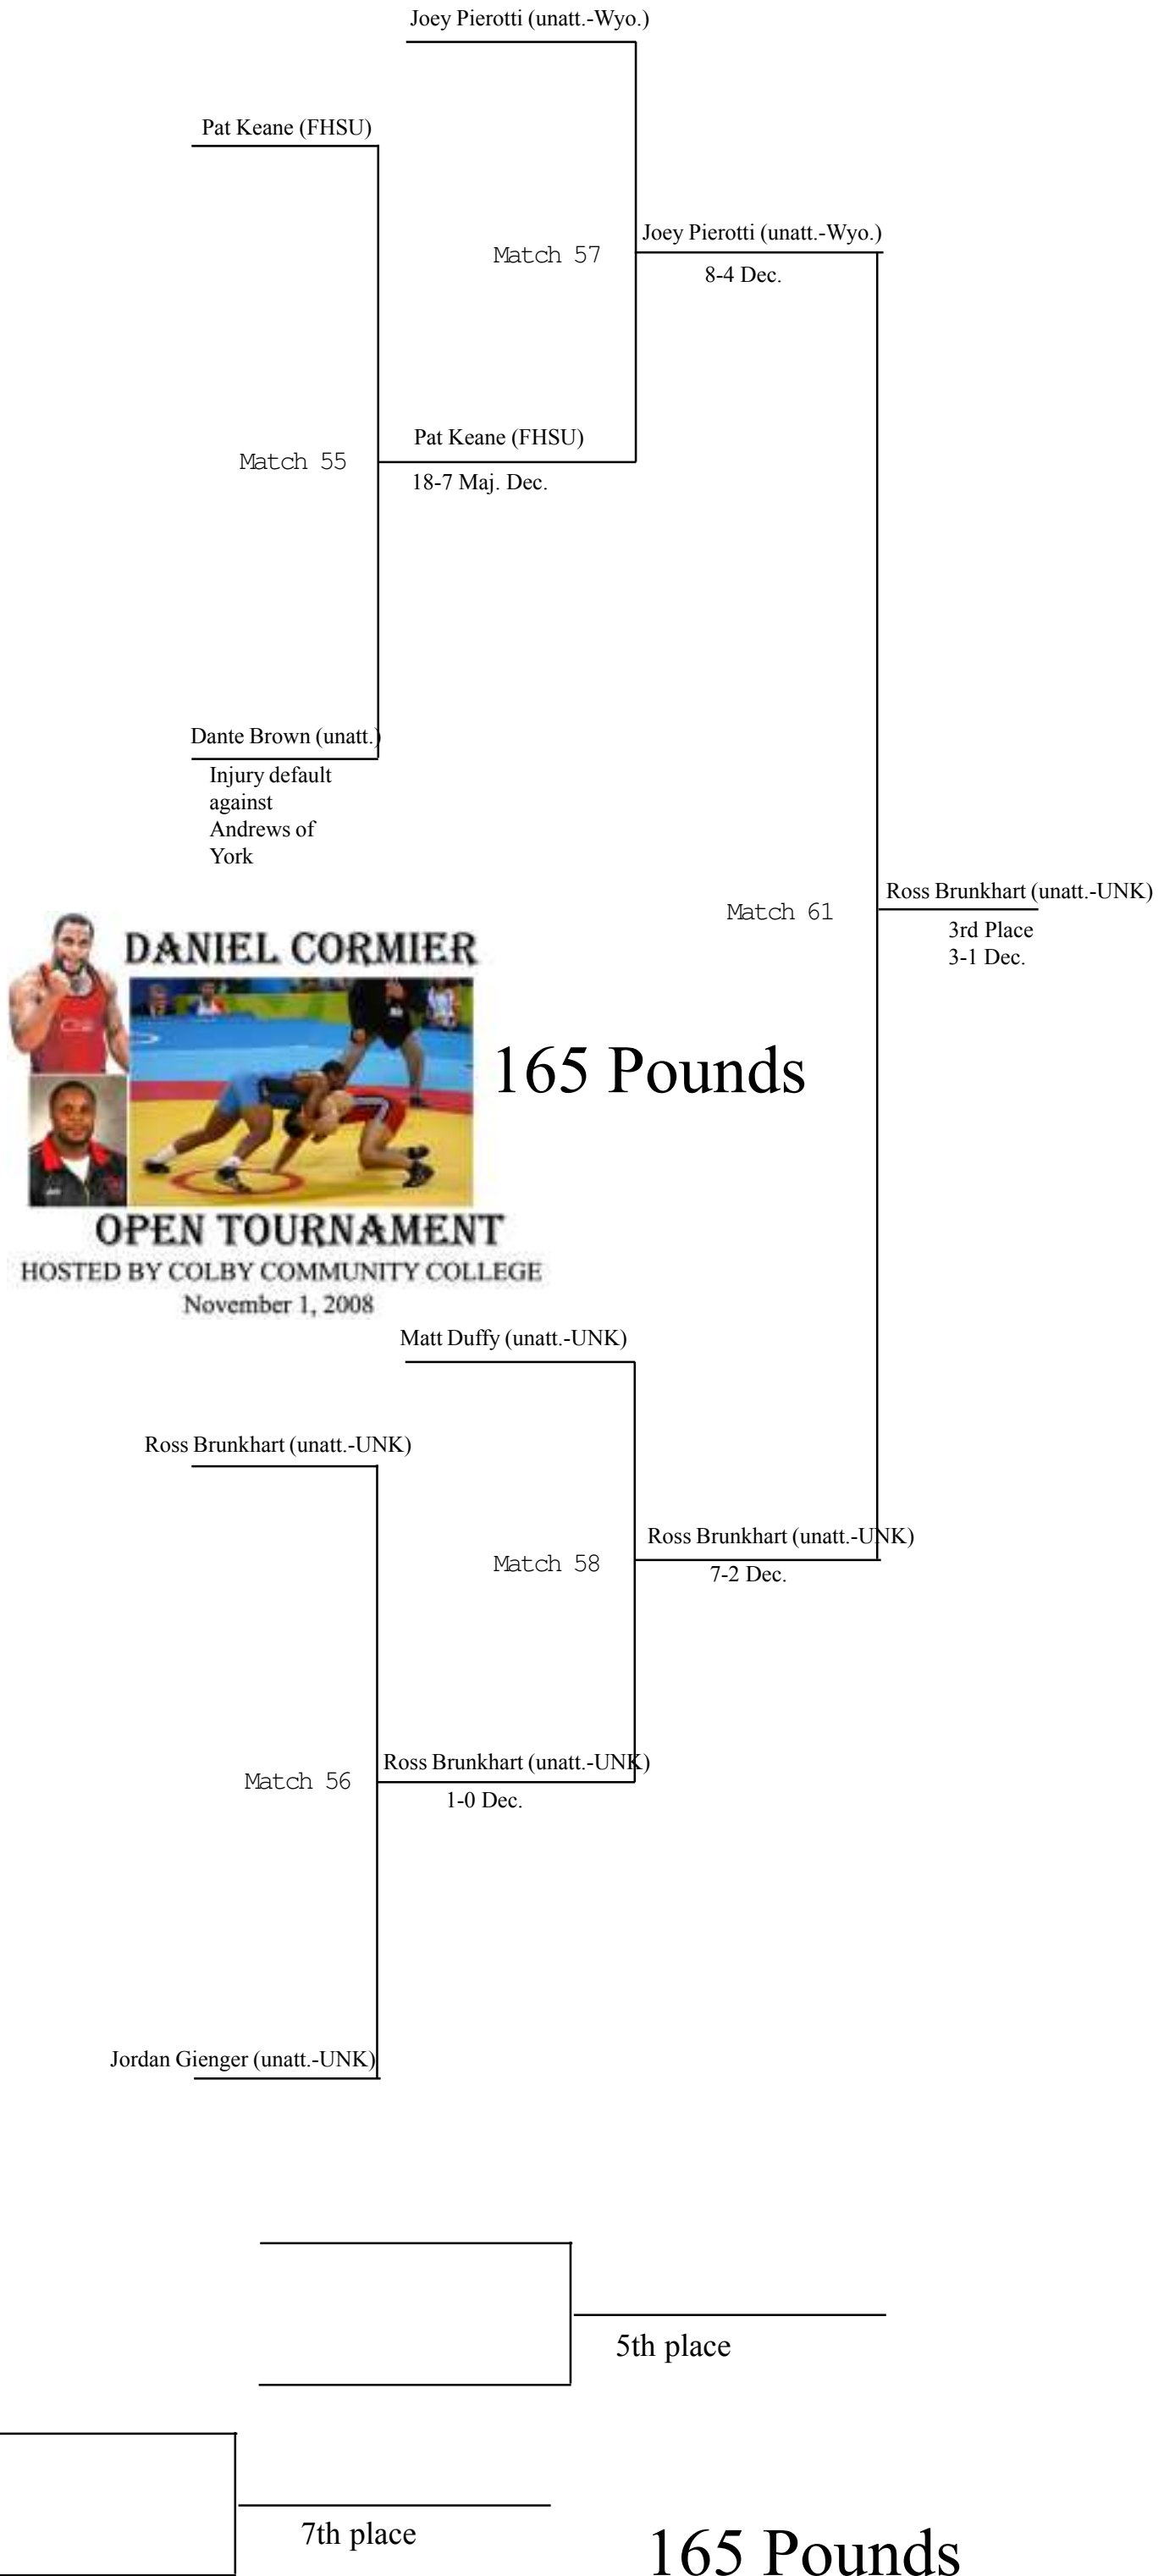 Joey Pierotti (unatt.-Wyo.)
Pat Keane (FHSU)
Joey Pierotti (unatt.-Wyo.)
Match 57
8-4 Dec.
Pat Keane (FHSU)
Match 55
18-7 Maj. Dec.
Dante Brown (unatt.)
Injury default
against
Andrews of
York
Ross Brunkhart (unatt.-UNK)
Match 61
3rd Place
3-1 Dec.
DANIEL CORMIER
165 Pounds
OPEN TOURNAMENT
HOSTED BY COLBY COMMUNITY COLLEGE
November 1, 2008
Matt Duffy (unatt.-UNK)
Ross Brunkhart (unatt.-UNK)
Ross Brunkhart (unatt.-UNK)
Match 58
7-2 Dec.
Ross Brunkhart (unatt.-UNK)
Match 56
1-0 Dec.
Jordan Gienger (unatt.-UNK)
5th place
7th place
165 Pounds